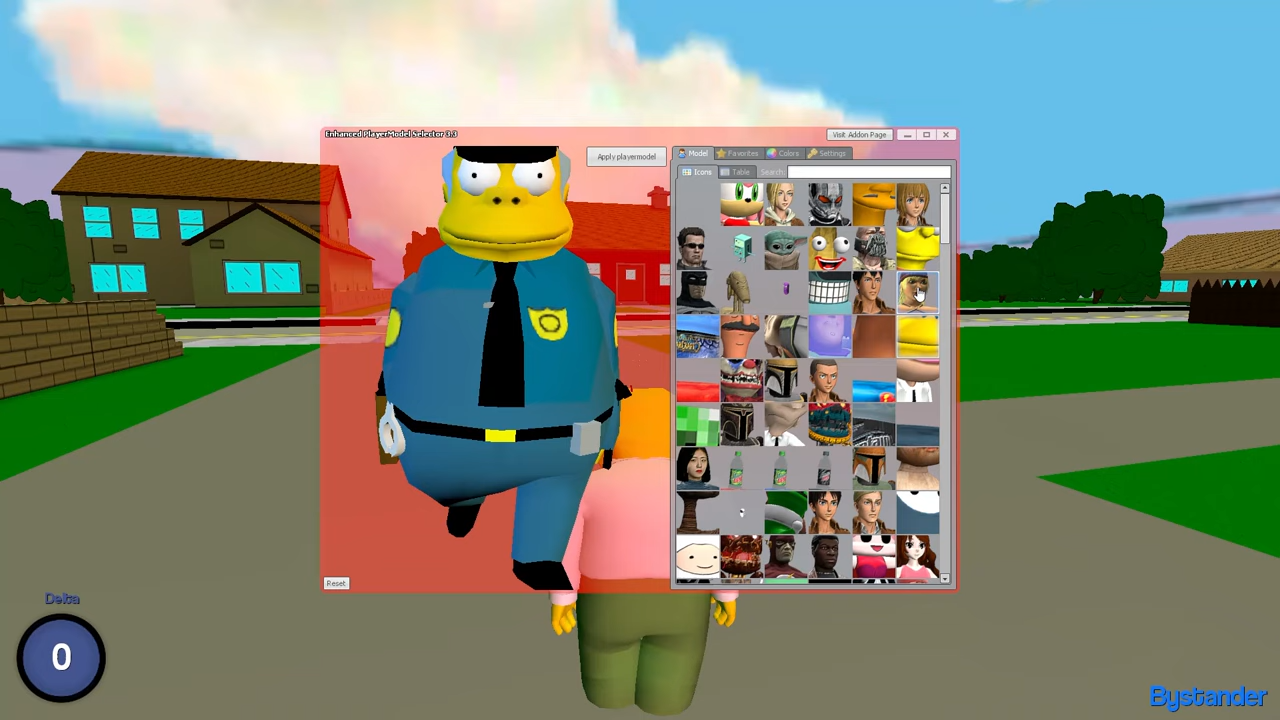 Enhanced PlayerModel Selector 3.3
Visit Addon Page
Apply playermodel
Model
Favorites
Colors
Settings
Icons
Table
Search:
Reset
Delta
0
Bystander